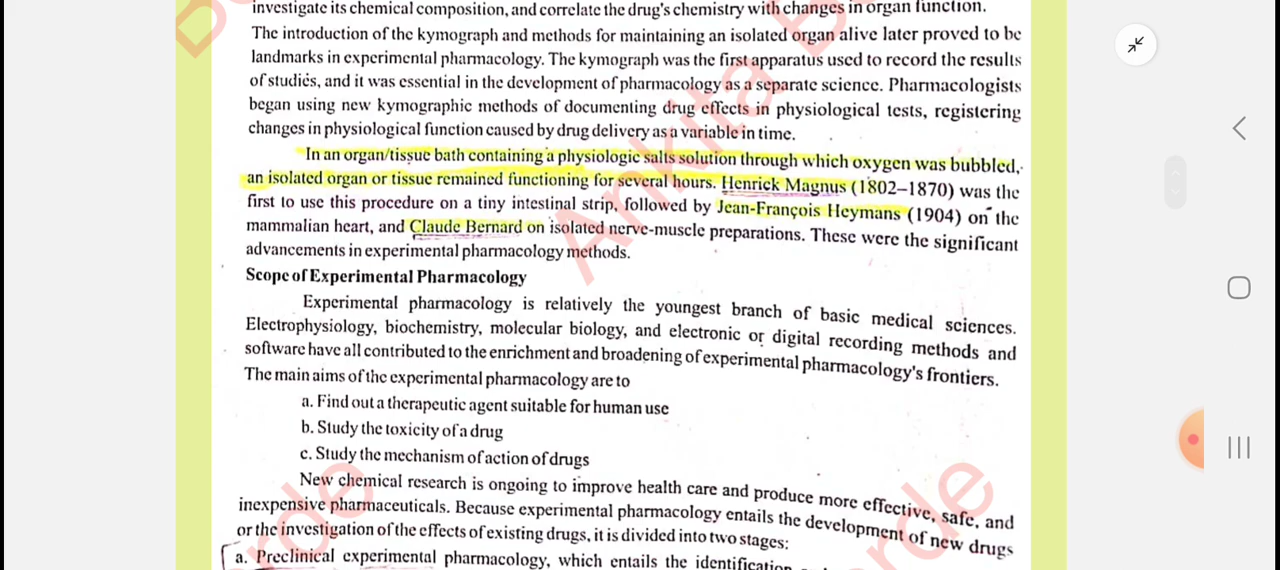 investigate its chemical composition, and correlate the drug's chemistry with changes in organ function.
The introduction of the kymograph and methods for maintaining an isolated organ alive later proved to be
landmarks in experimental pharmacology. The kymograph was the first apparatus used to record the results
of studies, and it was essential in the development of pharmacology as a separate science. Pharmacologists
began using new kymographic methods of documenting drug effects in physiological tests, registering
changes in physiological function caused by drug delivery as a variable in time.
In an organ/tissue bath containing a physiologic salts solution through which oxygen was bubbled,
an isolated organ or tissue remained functioning for several hours. Henrick Magnus (1802–1870) was the
first to use this procedure on a tiny intestinal strip, followed by Jean-François Heymans (1904) on the
mammalian heart, and Claude Bernard on isolated nerve-muscle preparations. These were the significant
advancements in experimental pharmacology methods.
Scope of Experimental Pharmacology
Experimental pharmacology is relatively the youngest branch of basic medical sciences.
Electrophysiology, biochemistry, molecular biology, and electronic or digital recording methods and
software have all contributed to the enrichment and broadening of experimental pharmacology's frontiers.
The main aims of the experimental pharmacology are to
a. Find out a therapeutic agent suitable for human use
b. Study the toxicity of a drug
c. Study the mechanism of action of drugs
New chemical research is ongoing to improve health care and produce more effective, safe, and
inexpensive pharmaceuticals. Because experimental pharmacology entails the development of new drugs
or the investigation of the effects of existing drugs, it is divided into two stages:
a. Preclinical experimental pharmacology, which entails the identification
Ankita